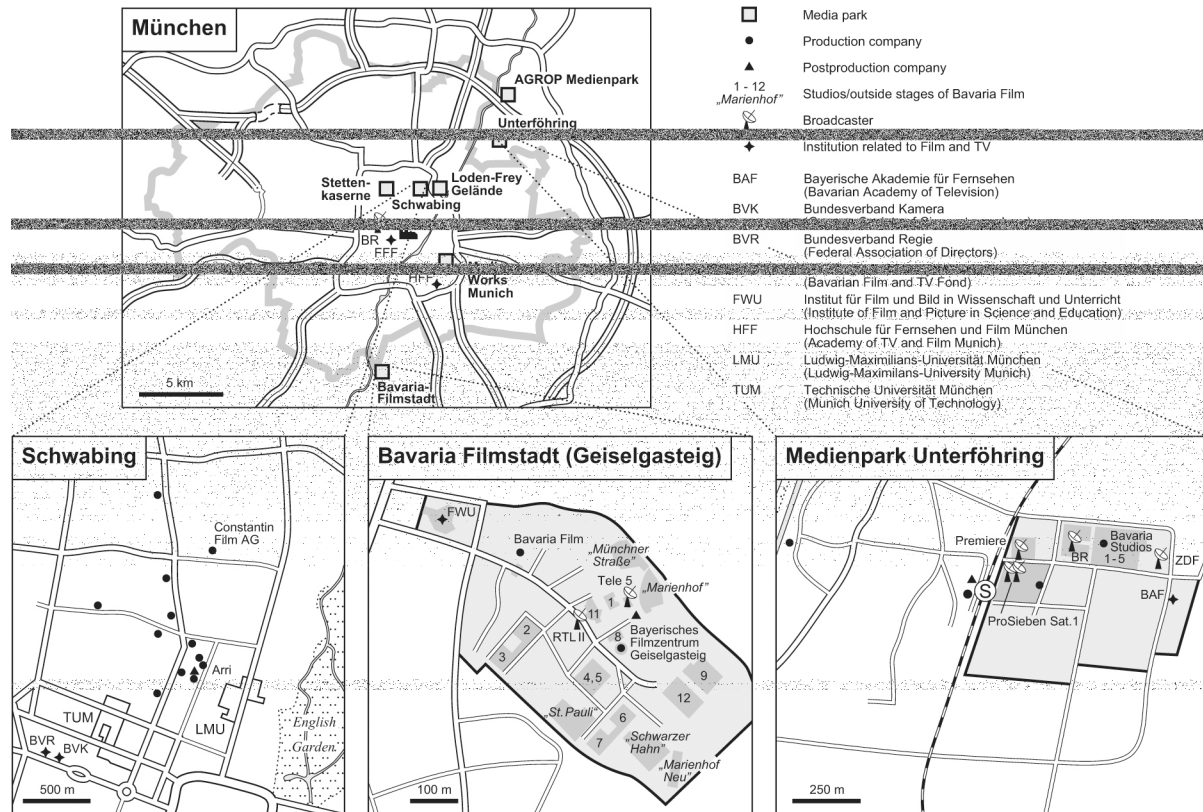 München
AGROP Medienpark
Unterföhring
Stetten-
kaserne
Schwabing
Loden-Frey
Gelände
BR
FFF
HFF
Works
Munich
Bavaria-
Filmstadt
5 km
Media park
Production company
Postproduction company
1 - 12
„Marienhof"
Studios/outside stages of Bavaria Film
Broadcaster
Institution related to Film and TV
BAF
Bayerische Akademie für Fernsehen
(Bavarian Academy of Television)
BVK
Bundesverband Kamera
BVR
Bundesverband Regie
(Federal Association of Directors)
(Bavarian Film and TV Fond)
FWU
Institut für Film und Bild in Wissenschaft und Unterricht
(Institute of Film and Picture in Science and Education)
HFF
Hochschule für Fernsehen und Film München
(Academy of TV and Film Munich)
LMU
Ludwig-Maximilians-Universität München
(Ludwig-Maximilans-University Munich)
TUM
Technische Universität München
(Munich University of Technology)
Schwabing
Constantin
Film AG
Arri
TUM
LMU
BVR
BVK
English
Garden
500 m
Bavaria Filmstadt (Geiselgasteig)
FWU
Bavaria Film
„Münchner
Straße"
Tele 5
„Marienhof"
1
11
RTL II
2
3
8
Bayerisches
Filmzentrum
Geiselgasteig
4,5
9
12
„St. Pauli"
6
7
„Schwarzer
Hahn"
„Marienhof
Neu"
100 m
Medienpark Unterföhring
Premiere
BR
Bavaria
Studios
1 - 5
ZDF
S
BAF
ProSieben Sat.1
250 m